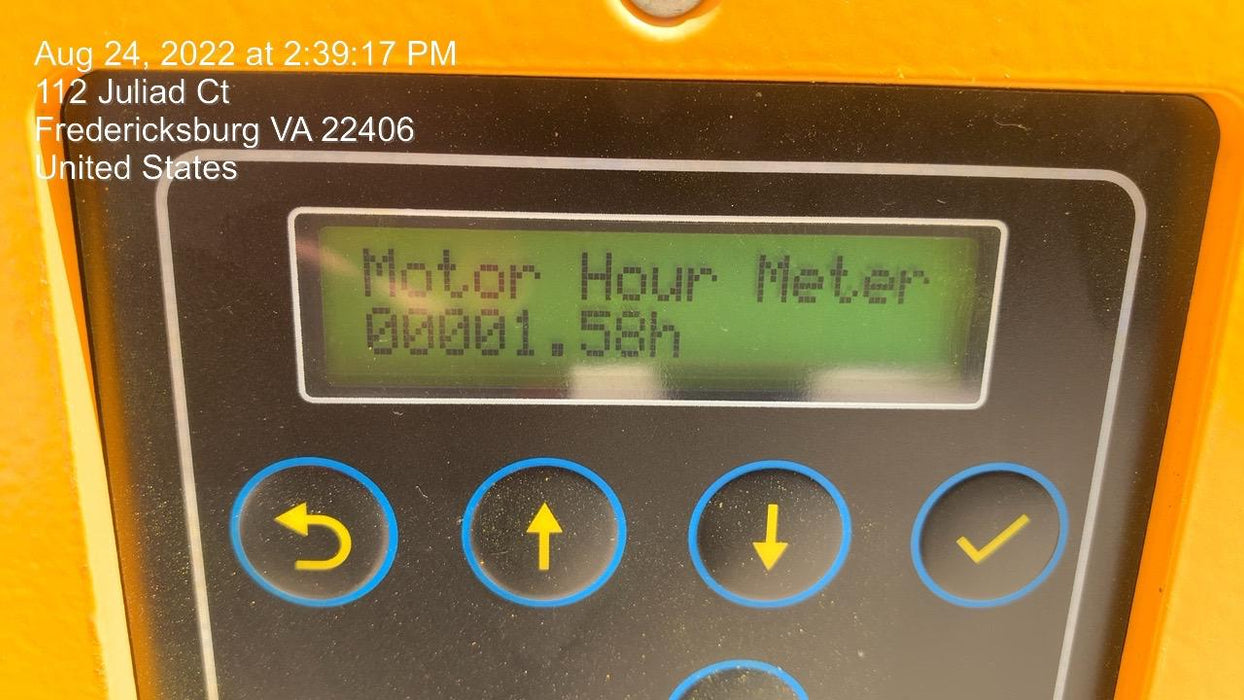 Aug 24, 2022 at 2:39:17 PM
112 Juliad Ct
Fredericksburg VA 22406
United States
Motor Hour Meter
00001.58h